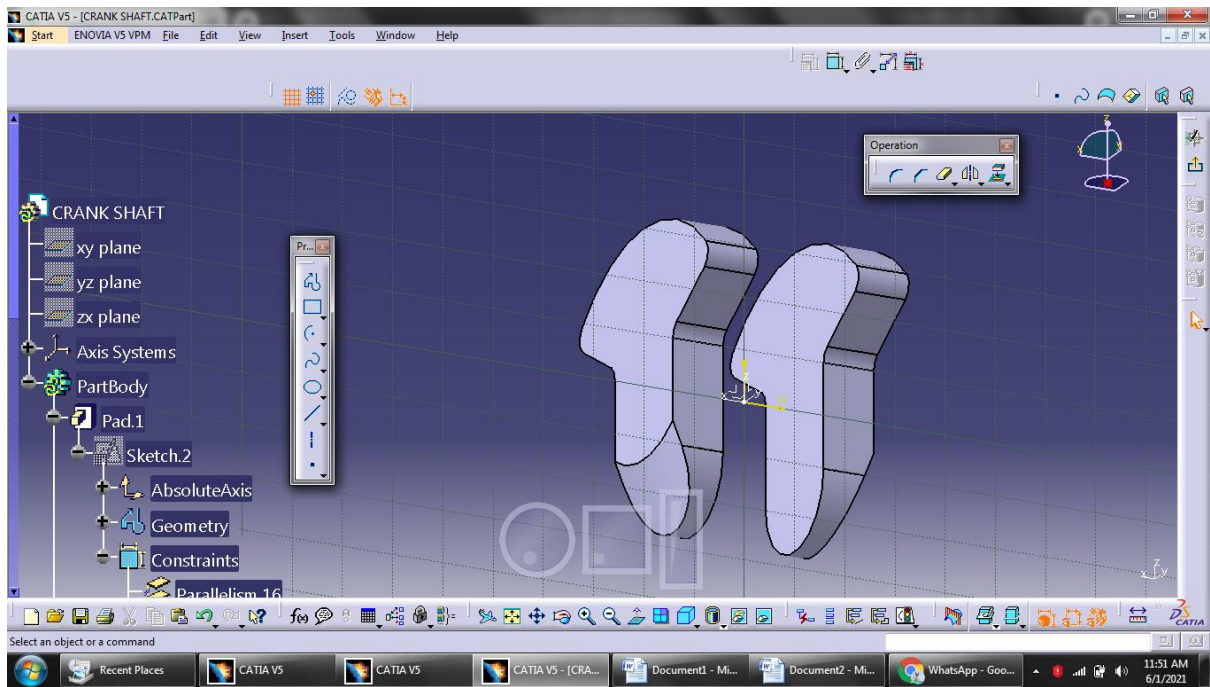 CATIA V5 - [CRANK SHAFT.CATPart]
Start ENOVIA V5 VPM File Edit View Insert Tools Window Help
Operation
Pr...
CRANK SHAFT
xy plane
yz plane
zx plane
Axis Systems
PartBody
Pad.1
Sketch.2
AbsoluteAxis
Geometry
Constraints
Parallelism.16
z
x
y
z
x
y
z
x
y
f(x)
CATIA
Select an object or a command
Recent Places CATIA V5 CATIA V5 CATIA V5 - [CRA... Document1 - Mi... Document2 - Mi... WhatsApp - Goo... 11:51 AM
6/1/2021